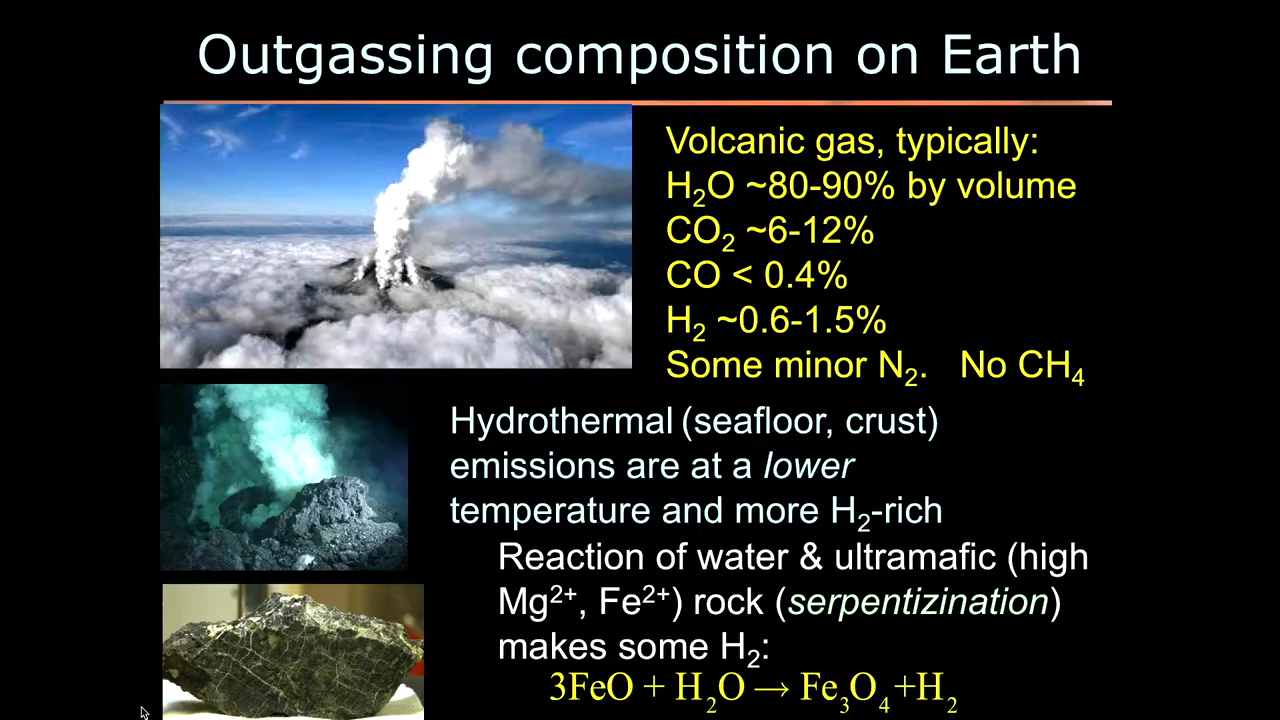 Outgassing composition on Earth
Volcanic gas, typically:
H₂O ~80-90% by volume
CO₂ ~6-12%
CO < 0.4%
H₂ ~0.6-1.5%
Some minor N₂. No CH₄
Hydrothermal (seafloor, crust)
emissions are at a lower
temperature and more H₂-rich
Reaction of water & ultramafic (high
Mg²⁺, Fe²⁺) rock (serpentizination)
makes some H₂:
3FeO + H₂O → Fe₃O₄ +H₂